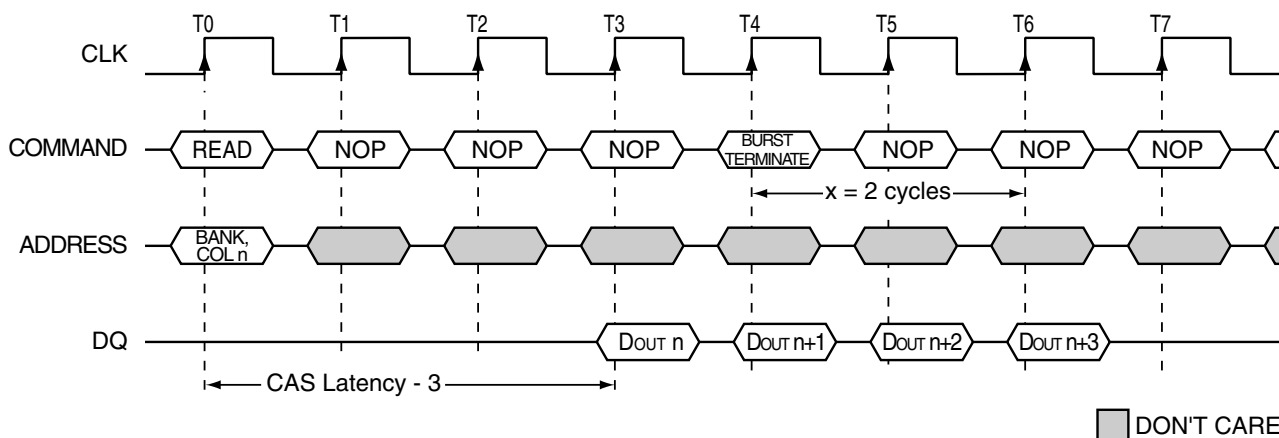 T0 T1 T2 T3 T4 T5 T6 T7
CLK
COMMAND READ NOP NOP NOP BURST TERMINATE NOP NOP NOP
x = 2 cycles
ADDRESS BANK, COL n
DQ DOUT n DOUT n+1 DOUT n+2 DOUT n+3
CAS Latency - 3
DON'T CARE